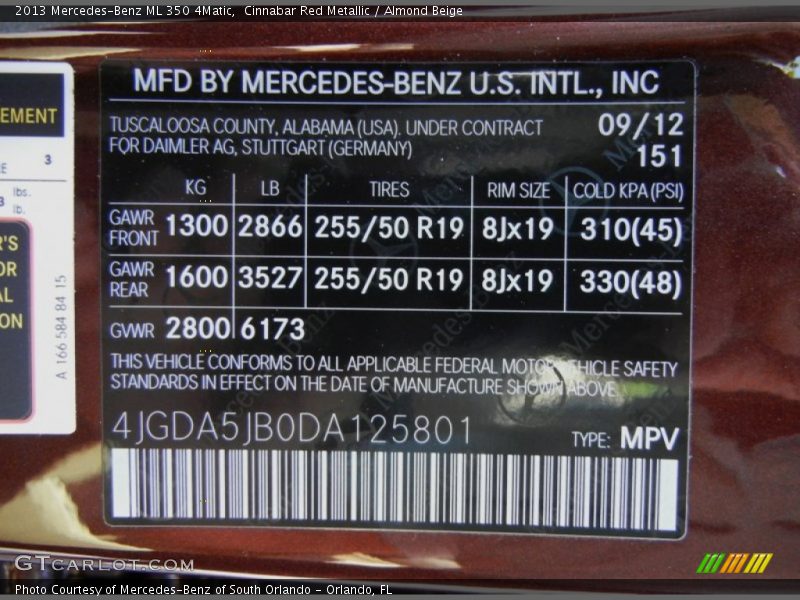 2013 Mercedes-Benz ML 350 4Matic,  Cinnabar Red Metallic / Almond Beige
MFD BY MERCEDES-BENZ U.S. INTL., INC
TUSCALOOSA COUNTY, ALABAMA (USA). UNDER CONTRACT 09/12
FOR DAIMLER AG, STUTTGART (GERMANY) 151
KG LB TIRES RIM SIZE COLD KPA (PSI)
GAWR FRONT 1300 2866 255/50 R19 8Jx19 310(45)
GAWR REAR 1600 3527 255/50 R19 8Jx19 330(48)
GVWR 2800 6173
THIS VEHICLE CONFORMS TO ALL APPLICABLE FEDERAL MOTOR VEHICLE SAFETY
STANDARDS IN EFFECT ON THE DATE OF MANUFACTURE SHOWN ABOVE.
4JGDA5JB0DA125801 TYPE: MPV
EMENT
3
lbs.
lb.
A 166 584 84 15
GTCARLOT.COM
Photo Courtesy of Mercedes-Benz of South Orlando - Orlando, FL